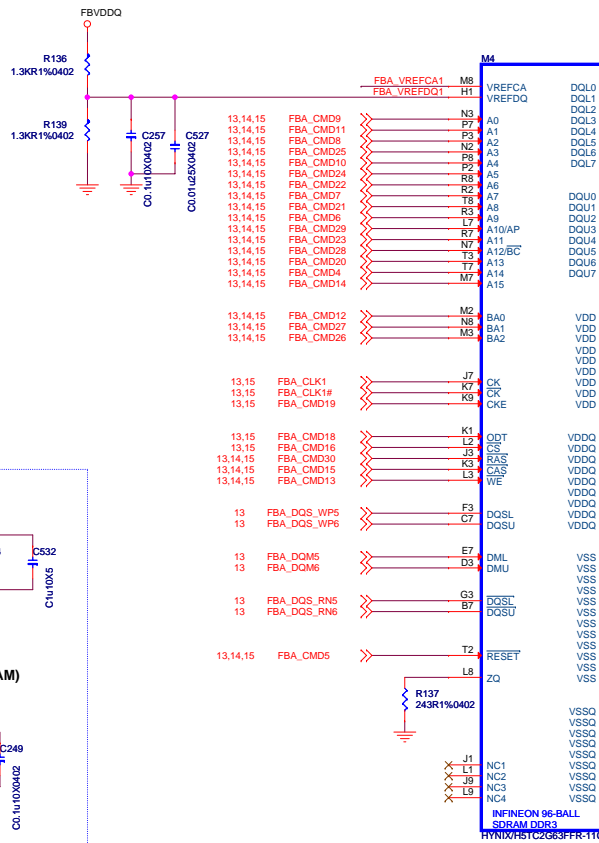 FBVDDQ
R136
1.3KR1%0402
R139
1.3KR1%0402
C257
C0.1u10X0402
C527
C0.01u25X0402
M4
FBA_VREFCA1 M8 VREFCA DQL0
FBA_VREFDQ1 H1 VREFDQ DQL1
DQL2
13,14,15 FBA_CMD9 N3 A0 DQL3
13,14,15 FBA_CMD11 P7 A1 DQL4
13,14,15 FBA_CMD8 P3 A2 DQL5
13,14,15 FBA_CMD25 N2 A3 DQL6
13,14,15 FBA_CMD10 P8 A4 DQL7
13,14,15 FBA_CMD24 P2 A5
13,14,15 FBA_CMD22 R8 A6
13,14,15 FBA_CMD7 R2 A7 DQU0
13,14,15 FBA_CMD21 T8 A8 DQU1
13,14,15 FBA_CMD6 R3 A9 DQU2
13,14,15 FBA_CMD29 L7 A10/AP DQU3
13,14,15 FBA_CMD23 R7 A11 DQU4
13,14,15 FBA_CMD28 N7 A12/BC DQU5
13,14,15 FBA_CMD20 T3 A13 DQU6
13,14,15 FBA_CMD4 T7 A14 DQU7
13,14,15 FBA_CMD14 M7 A15
13,14,15 FBA_CMD12 M2 BA0 VDD
13,14,15 FBA_CMD27 N8 BA1 VDD
13,14,15 FBA_CMD26 M3 BA2 VDD
VDD
VDD
VDD
13,15 FBA_CLK1 J7 CK VDD
13,15 FBA_CLK1# K7 CK VDD
13,15 FBA_CMD19 K9 CKE VDD
13,15 FBA_CMD18 K1 ODT VDDQ
13,15 FBA_CMD16 L2 CS VDDQ
13,14,15 FBA_CMD30 J3 RAS VDDQ
13,14,15 FBA_CMD15 K3 CAS VDDQ
13,14,15 FBA_CMD13 L3 WE VDDQ
VDDQ
VDDQ
13 FBA_DQS_WP5 F3 DQSL VDDQ
13 FBA_DQS_WP6 C7 DQSU VDDQ
13 FBA_DQM5 E7 DML VSS
13 FBA_DQM6 D3 DMU VSS
VSS
VSS
13 FBA_DQS_RN5 G3 DQSL VSS
13 FBA_DQS_RN6 B7 DQSU VSS
VSS
VSS
VSS
13,14,15 FBA_CMD5 T2 RESET VSS
VSS
L8 ZQ VSS
R137
243R1%0402
VSSQ
VSSQ
VSSQ
VSSQ
VSSQ
J1 NC1 VSSQ
L1 NC2 VSSQ
J9 NC3 VSSQ
L9 NC4 VSSQ
INFINEON 96-BALL
SDRAM DDR3
HYNIX/H5TC2G63FFR-11C
C532
C1u10X5
AM)
C249
C0.1u10X0402